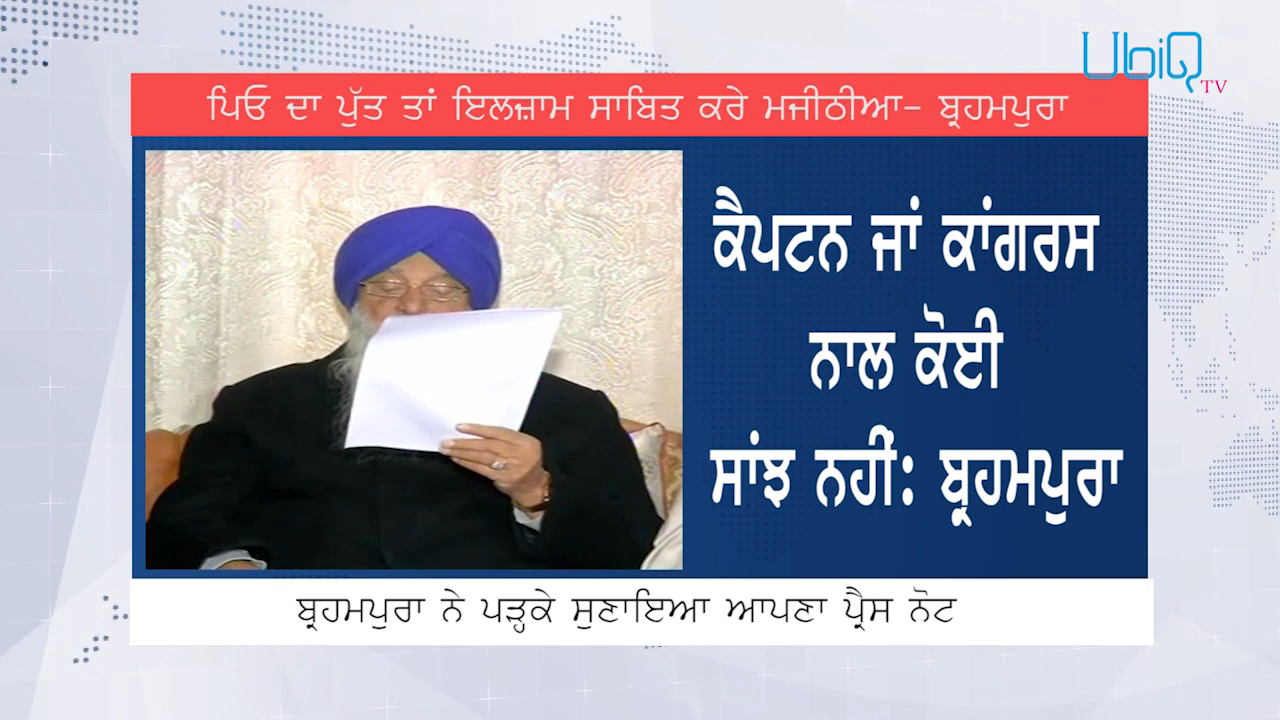 UbiQ TV
ਪਿਓ ਦਾ ਪੁੱਤ ਤਾਂ ਇਲਜ਼ਾਮ ਸਾਬਿਤ ਕਰੇ ਮਜੀਠੀਆ- ਬ੍ਰਹਮਪੁਰਾ
ਕੈਪਟਨ ਜਾਂ ਕਾਂਗਰਸ
ਨਾਲ ਕੋਈ
ਸਾਂਝ ਨਹੀਂ: ਬ੍ਰਹਮਪੂਰਾ
ਬ੍ਰਹਮਪੁਰਾ ਨੇ ਪੜ੍ਹਕੇ ਸੁਣਾਇਆ ਆਪਣਾ ਪ੍ਰੈਸ ਨੋਟ